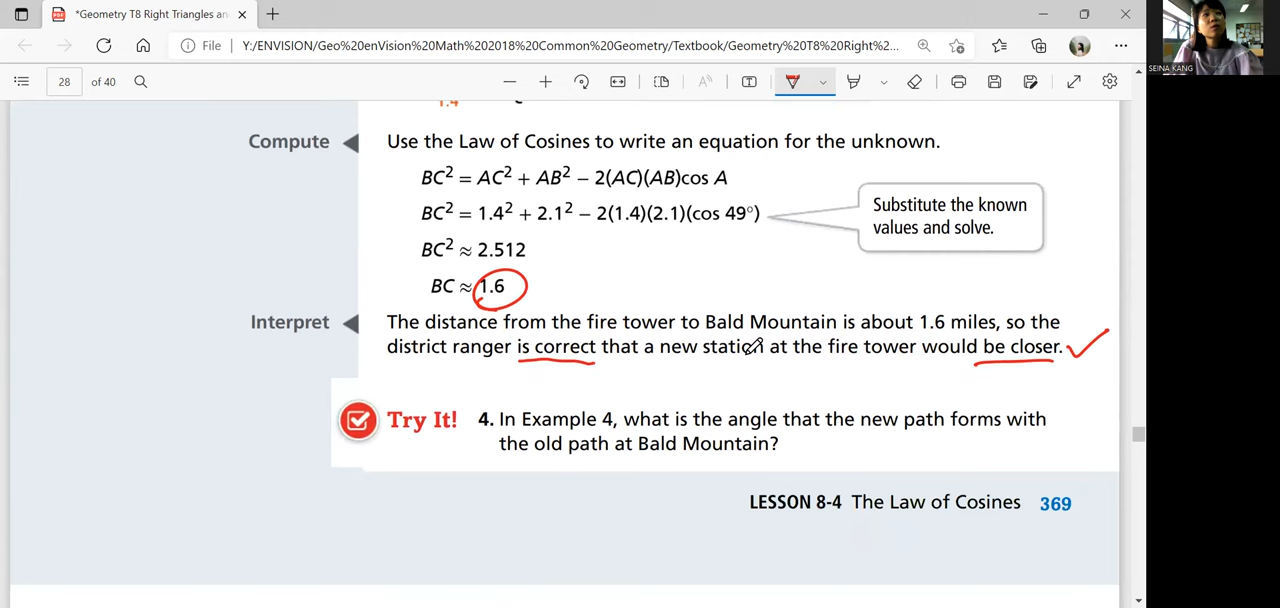 *Geometry T8 Right Triangles an
File
Y:/ENVISION/Geo%20enVision%20Math%202018%20Common%20Geometry/Textbook/Geometry%20T8%20Right%2...
28 of 40
1.4
Compute
Use the Law of Cosines to write an equation for the unknown.
BC² = AC² + AB² − 2(AC)(AB)cos A
BC² = 1.4² + 2.1² − 2(1.4)(2.1)(cos 49°)
Substitute the known
values and solve.
BC² ≈ 2.512
BC ≈ 1.6
Interpret
The distance from the fire tower to Bald Mountain is about 1.6 miles, so the
district ranger is correct that a new station at the fire tower would be closer.
Try It!
4. In Example 4, what is the angle that the new path forms with
the old path at Bald Mountain?
LESSON 8-4 The Law of Cosines 369
SEINA KANG